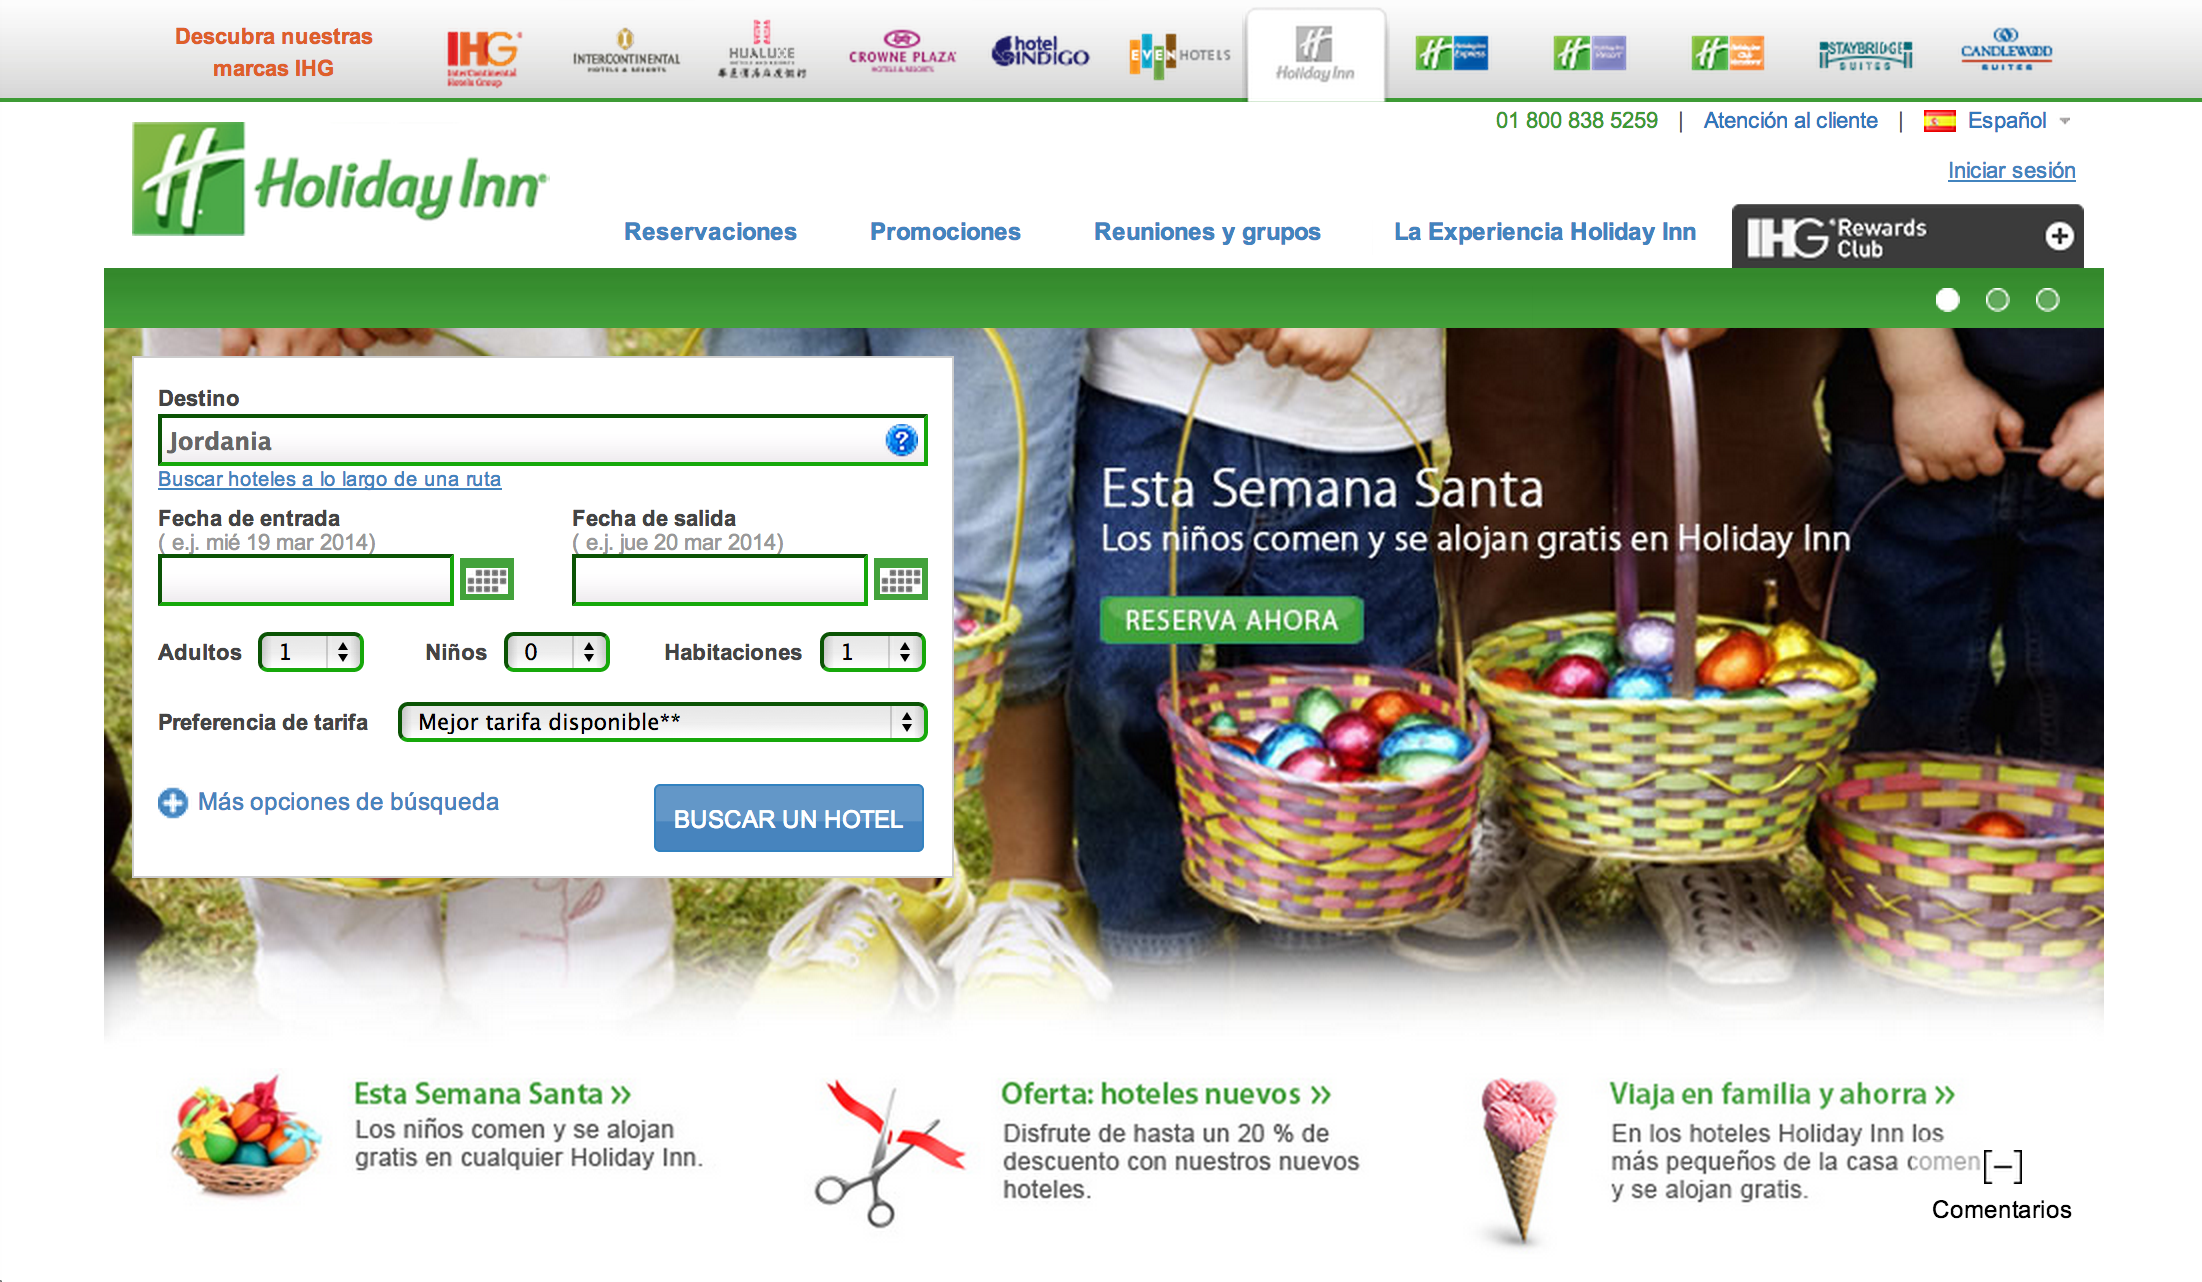 Descubra nuestras
marcas IHG
IHG
InterContinental
Hotels Group
INTERCONTINENTAL
HOTELS & RESORTS
HUALUXE
CROWNE PLAZA
HOTELS & RESORTS
hotel
INDIGO
EVEN HOTELS
Holiday Inn
STAYBRIDGE
SUITES
CANDLEWOOD
SUITES
01 800 838 5259 | Atención al cliente | Español
Iniciar sesión
Holiday Inn
Reservaciones Promociones Reuniones y grupos La Experiencia Holiday Inn
IHG Rewards
Club
Destino
Jordania
Buscar hoteles a lo largo de una ruta
Fecha de entrada Fecha de salida
( e.j. mié 19 mar 2014) ( e.j. jue 20 mar 2014)
Adultos 1 Niños 0 Habitaciones 1
Preferencia de tarifa Mejor tarifa disponible**
Más opciones de búsqueda
BUSCAR UN HOTEL
Esta Semana Santa
Los niños comen y se alojan gratis en Holiday Inn
RESERVA AHORA
Esta Semana Santa »
Los niños comen y se alojan
gratis en cualquier Holiday Inn.
Oferta: hoteles nuevos »
Disfrute de hasta un 20 % de
descuento con nuestros nuevos
hoteles.
Viaja en familia y ahorra »
En los hoteles Holiday Inn los
más pequeños de la casa comen
y se alojan gratis.
[–]
Comentarios